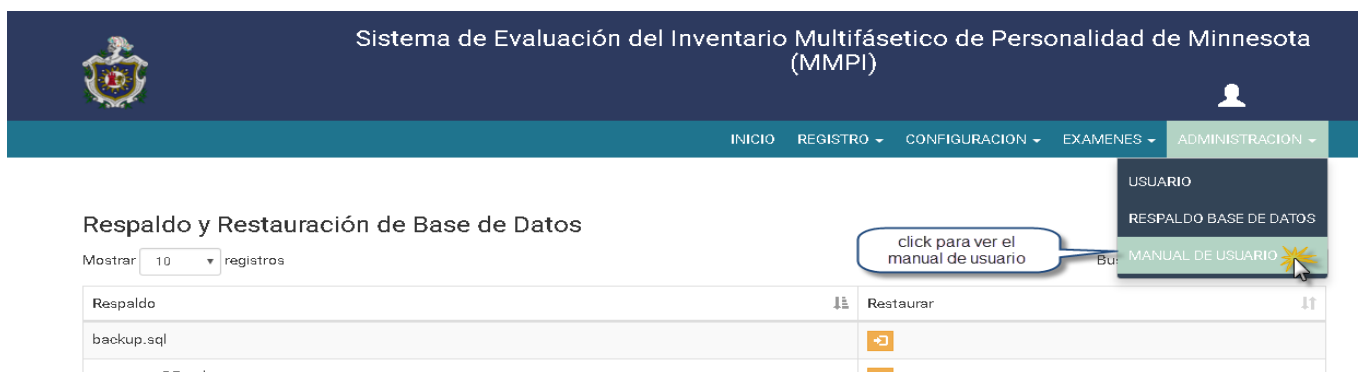 Sistema de Evaluación del Inventario Multifásetico de Personalidad de Minnesota
(MMPI)
INICIO REGISTRO CONFIGURACION EXAMENES ADMINISTRACION
USUARIO
RESPALDO BASE DE DATOS
MANUAL DE USUARIO
click para ver el
manual de usuario
Respaldo y Restauración de Base de Datos
Mostrar 10 registros
Respaldo Restaurar
backup.sql